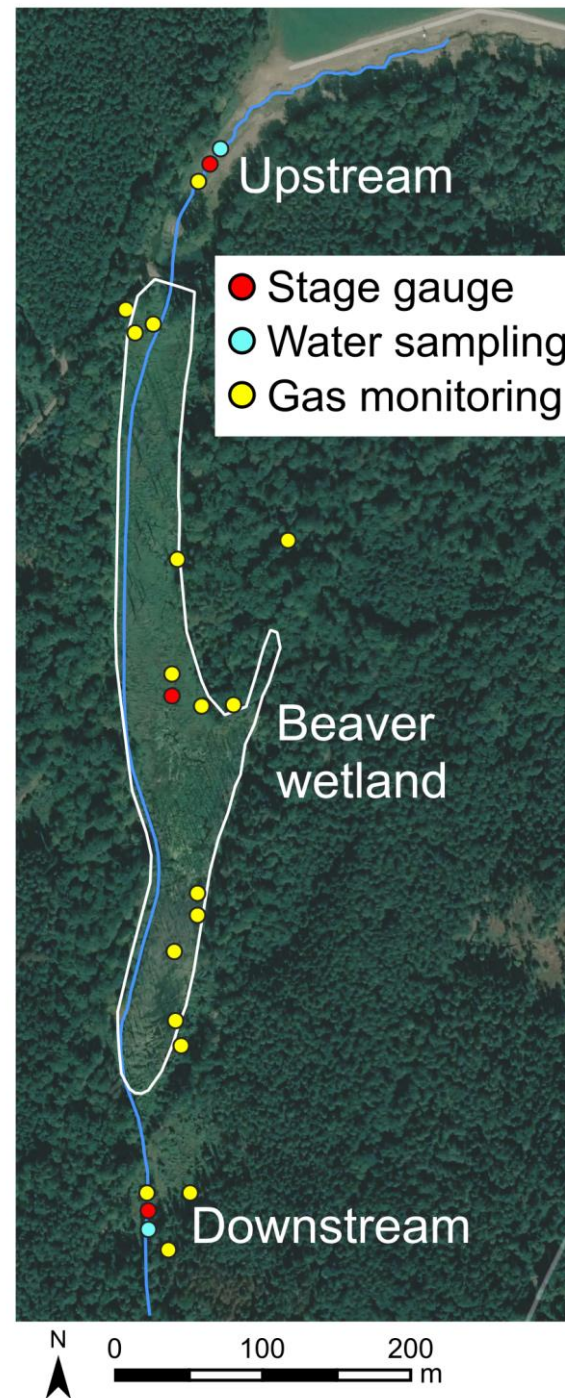 Upstream
Stage gauge
Water sampling
Gas monitoring
Beaver
wetland
Downstream
N
0 100 200
m